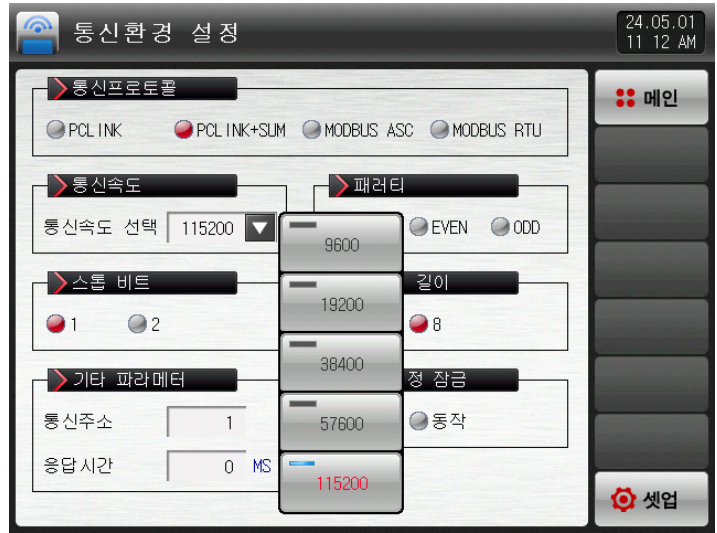 통신환경 설정
24.05.01
11 12 AM
통신프로토콜
메인
PCLINK PCLINK+SUM MODBUS ASC MODBUS RTU
통신속도
패러티
통신속도 선택 115200
EVEN ODD
9600
스톱 비트
길이
19200
1 2
8
38400
기타 파라메터
정 잠금
통신주소 1
57600
동작
응답시간 0 MS
115200
셋업